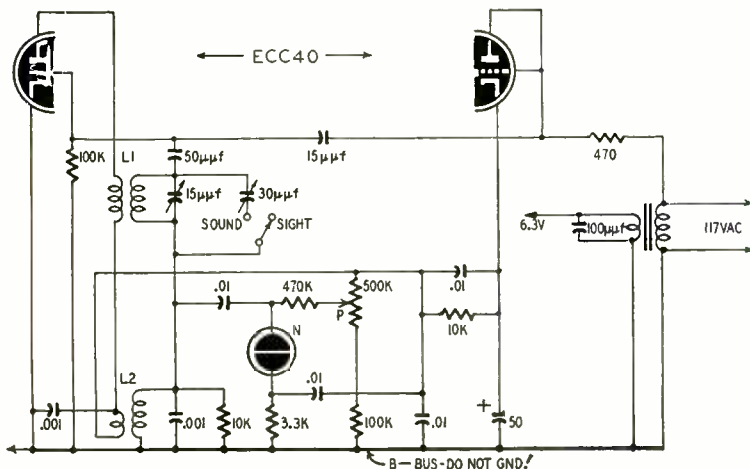 ECC40
100K
L1
50µµf
15µµf
470
15µµf
30µµf
SOUND
SIGHT
6.3V
100µµf
117VAC
.01
470K
500K
.01
P
N
10K
L2
.01
.001
.001
10K
3.3K
100K
.01
+
50
B – BUS-DO NOT GND!